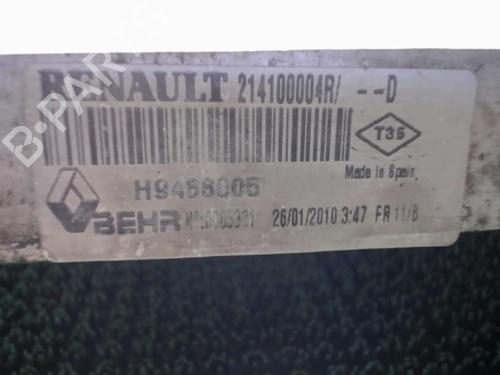 RENAULT 214100004R/ --D
T35
Made in Spain
H9468005
BEHR 26/01/2010 3:47 FR 11/B
B-PARTS